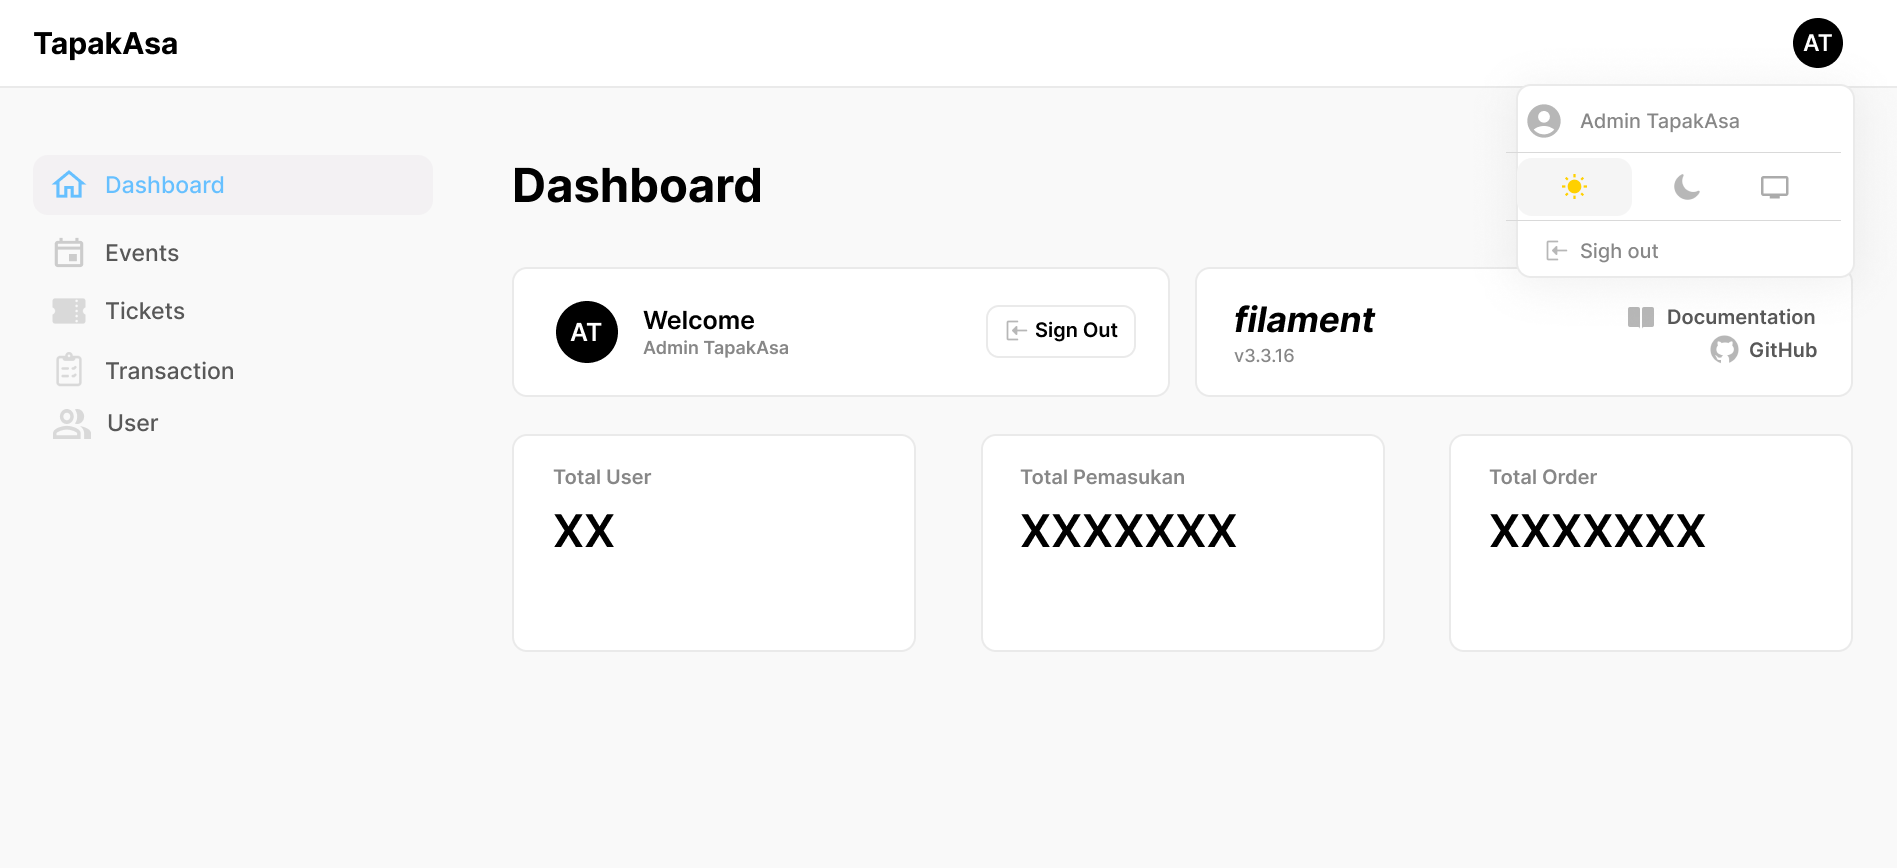 TapakAsa
AT
Admin TapakAsa
Sigh out
Dashboard
Events
Tickets
Transaction
User
Dashboard
AT
Welcome
Admin TapakAsa
Sign Out
filament
v3.3.16
Documentation
GitHub
Total User
XX
Total Pemasukan
XXXXXXX
Total Order
XXXXXXX